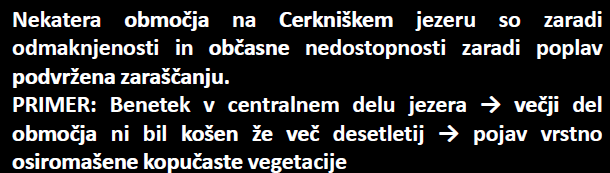 Nekatera območja na Cerkniškem jezeru so zaradi
odmaknjenosti in občasne nedostopnosti zaradi poplav
podvržena zaraščanju.
PRIMER: Benetek v centralnem delu jezera → večji del
območja ni bil košen že več desetletij → pojav vrstno
osiromašene kopučaste vegetacije